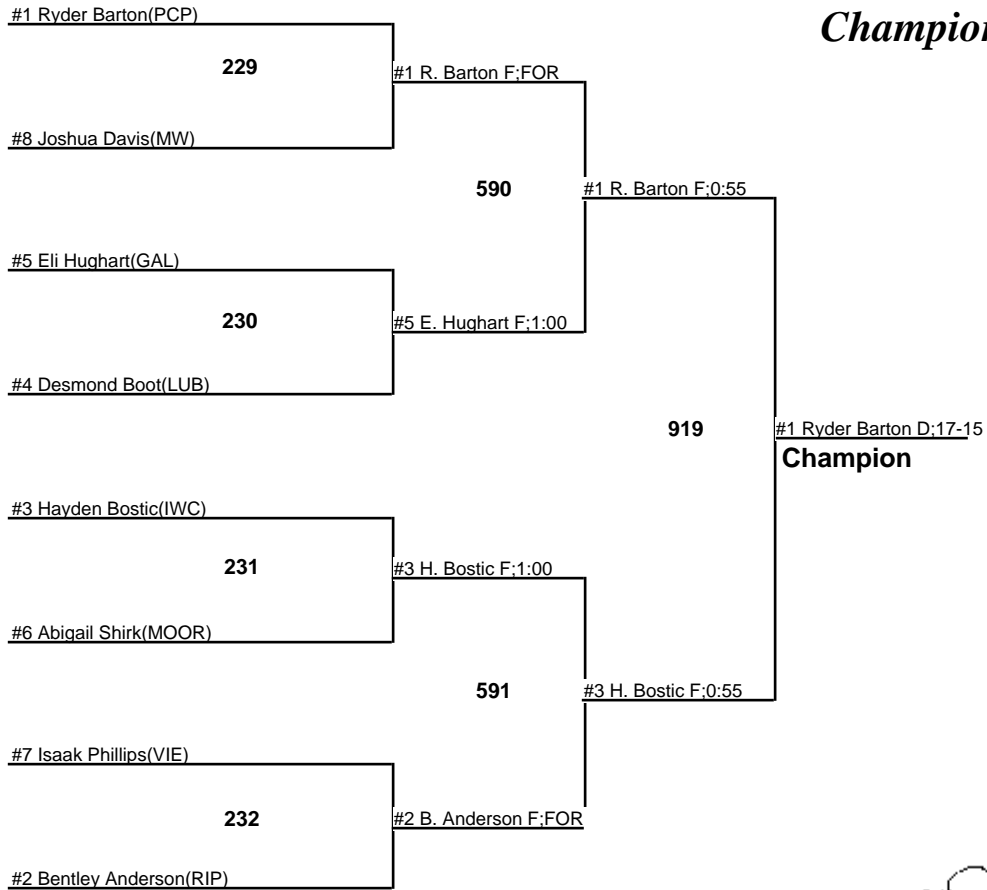 #1 Ryder Barton(PCP)
Champion
229
#1 R. Barton F;FOR
#8 Joshua Davis(MW)
590
#1 R. Barton F;0:55
#5 Eli Hughart(GAL)
230
#5 E. Hughart F;1:00
#4 Desmond Boot(LUB)
919
#1 Ryder Barton D;17-15
Champion
#3 Hayden Bostic(IWC)
231
#3 H. Bostic F;1:00
#6 Abigail Shirk(MOOR)
591
#3 H. Bostic F;0:55
#7 Isaak Phillips(VIE)
232
#2 B. Anderson F;FOR
#2 Bentley Anderson(RIP)